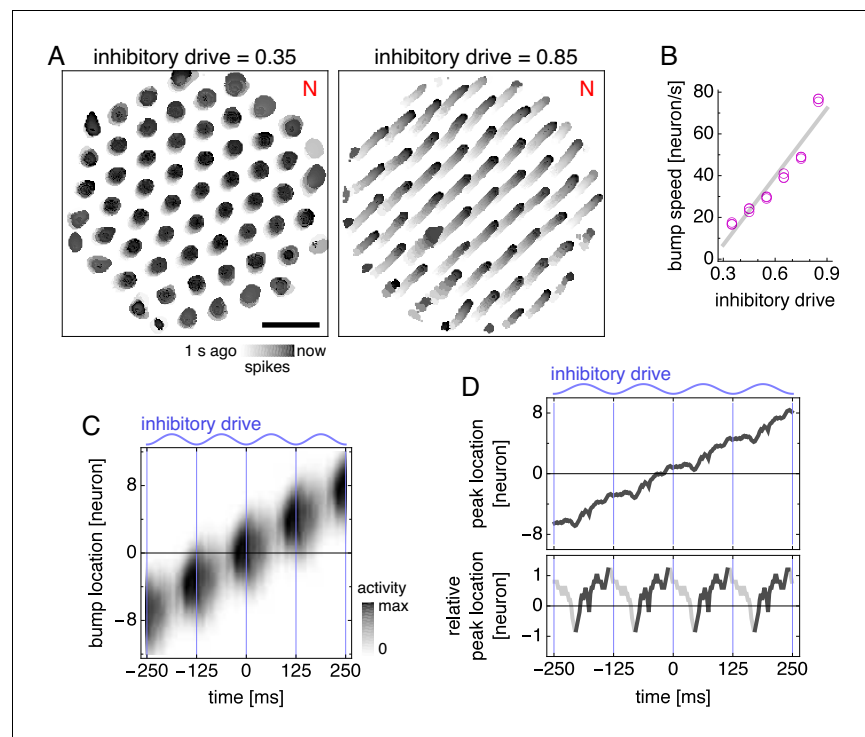 A
inhibitory drive = 0.35
inhibitory drive = 0.85
N
N
1 s ago
now
spikes
B
bump speed [neuron/s]
80
60
40
20
0
0.3
0.6
0.9
inhibitory drive
C
inhibitory drive
bump location [neuron]
8
0
−8
activity
max
0
−250
−125
0
125
250
time [ms]
D
inhibitory drive
peak location
[neuron]
8
0
−8
relative
peak location
[neuron]
1
0
−1
−250
−125
0
125
250
time [ms]